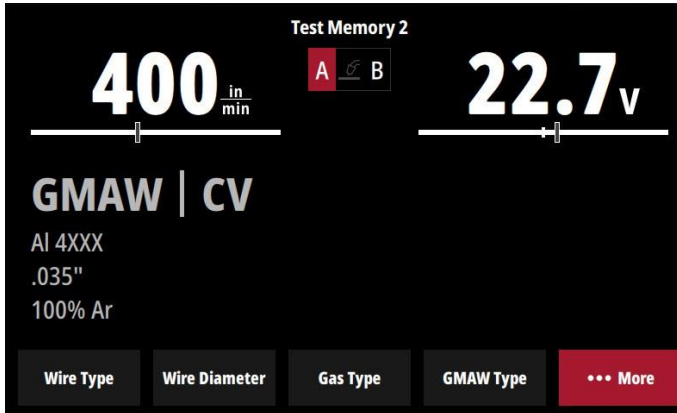 Test Memory 2
400 in/min
A B
22.7 V
GMAW | CV
Al 4XXX
.035"
100% Ar
Wire Type
Wire Diameter
Gas Type
GMAW Type
••• More